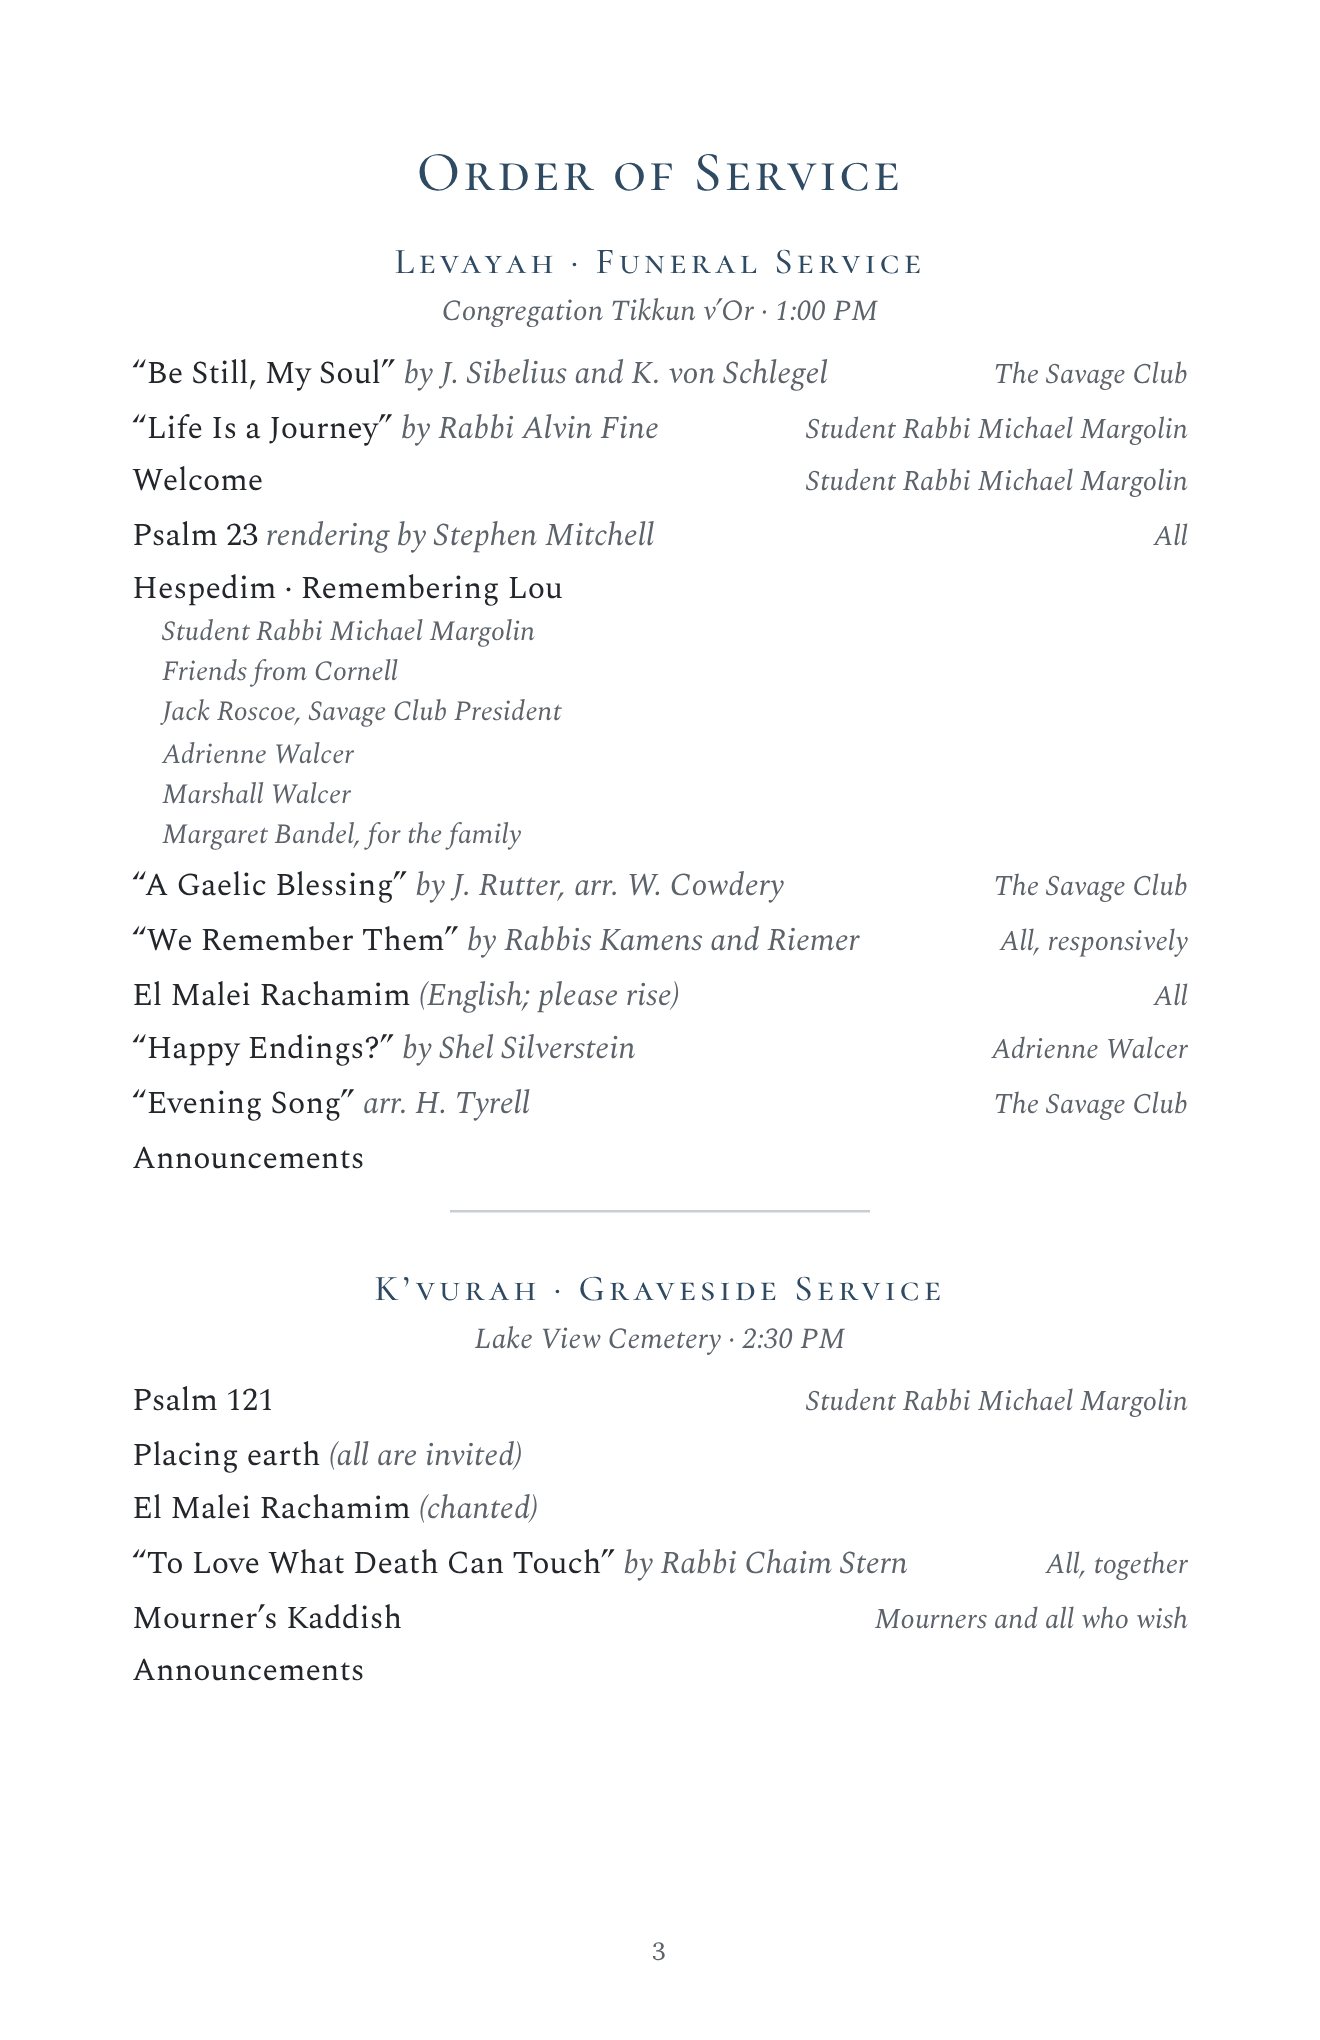 Order of Service
Levayah · Funeral Service
Congregation Tikkun v’Or · 1:00 PM
“Be Still, My Soul” by J. Sibelius and K. von Schlegel The Savage Club
“Life Is a Journey” by Rabbi Alvin Fine Student Rabbi Michael Margolin
Welcome Student Rabbi Michael Margolin
Psalm 23 rendering by Stephen Mitchell All
Hespedim · Remembering Lou
Student Rabbi Michael Margolin
Friends from Cornell
Jack Roscoe, Savage Club President
Adrienne Walcer
Marshall Walcer
Margaret Bandel, for the family
“A Gaelic Blessing” by J. Rutter, arr. W. Cowdery The Savage Club
“We Remember Them” by Rabbis Kamens and Riemer All, responsively
El Malei Rachamim (English; please rise) All
“Happy Endings?” by Shel Silverstein Adrienne Walcer
“Evening Song” arr. H. Tyrell The Savage Club
Announcements
K’vurah · Graveside Service
Lake View Cemetery · 2:30 PM
Psalm 121 Student Rabbi Michael Margolin
Placing earth (all are invited)
El Malei Rachamim (chanted)
“To Love What Death Can Touch” by Rabbi Chaim Stern All, together
Mourner’s Kaddish Mourners and all who wish
Announcements
3